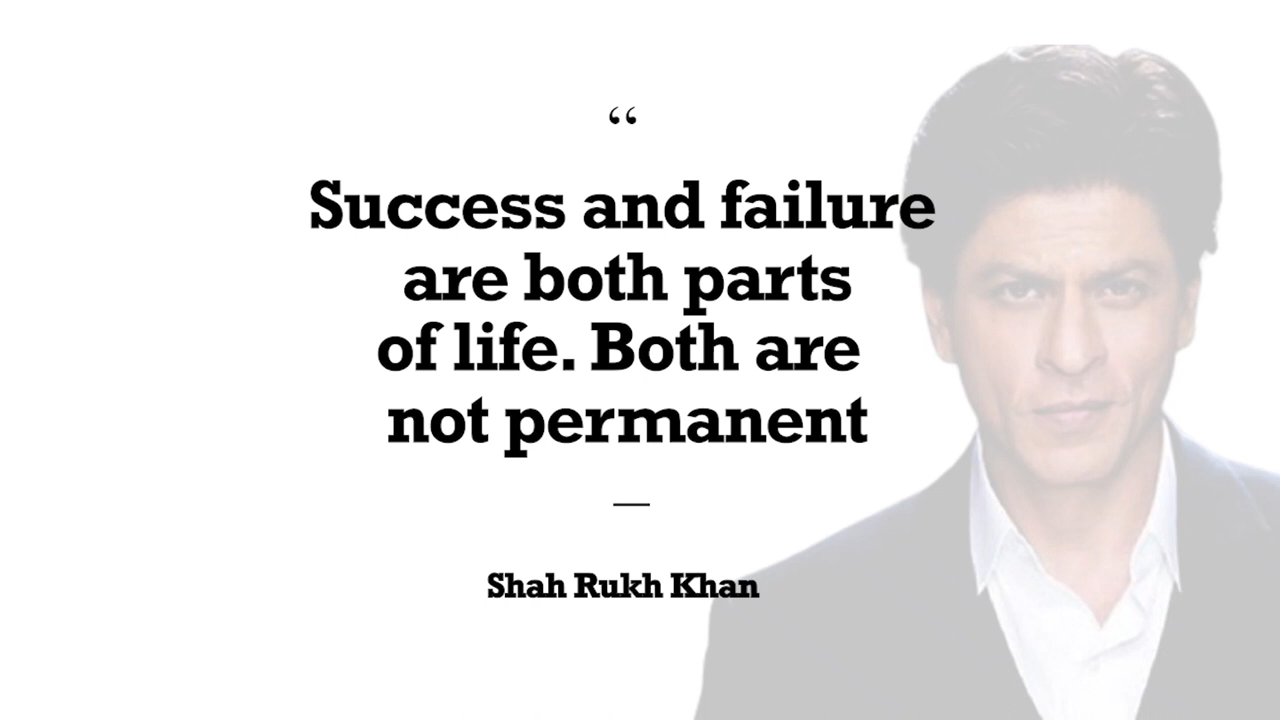 “
Success and failure
are both parts
of life. Both are
not permanent
—
Shah Rukh Khan